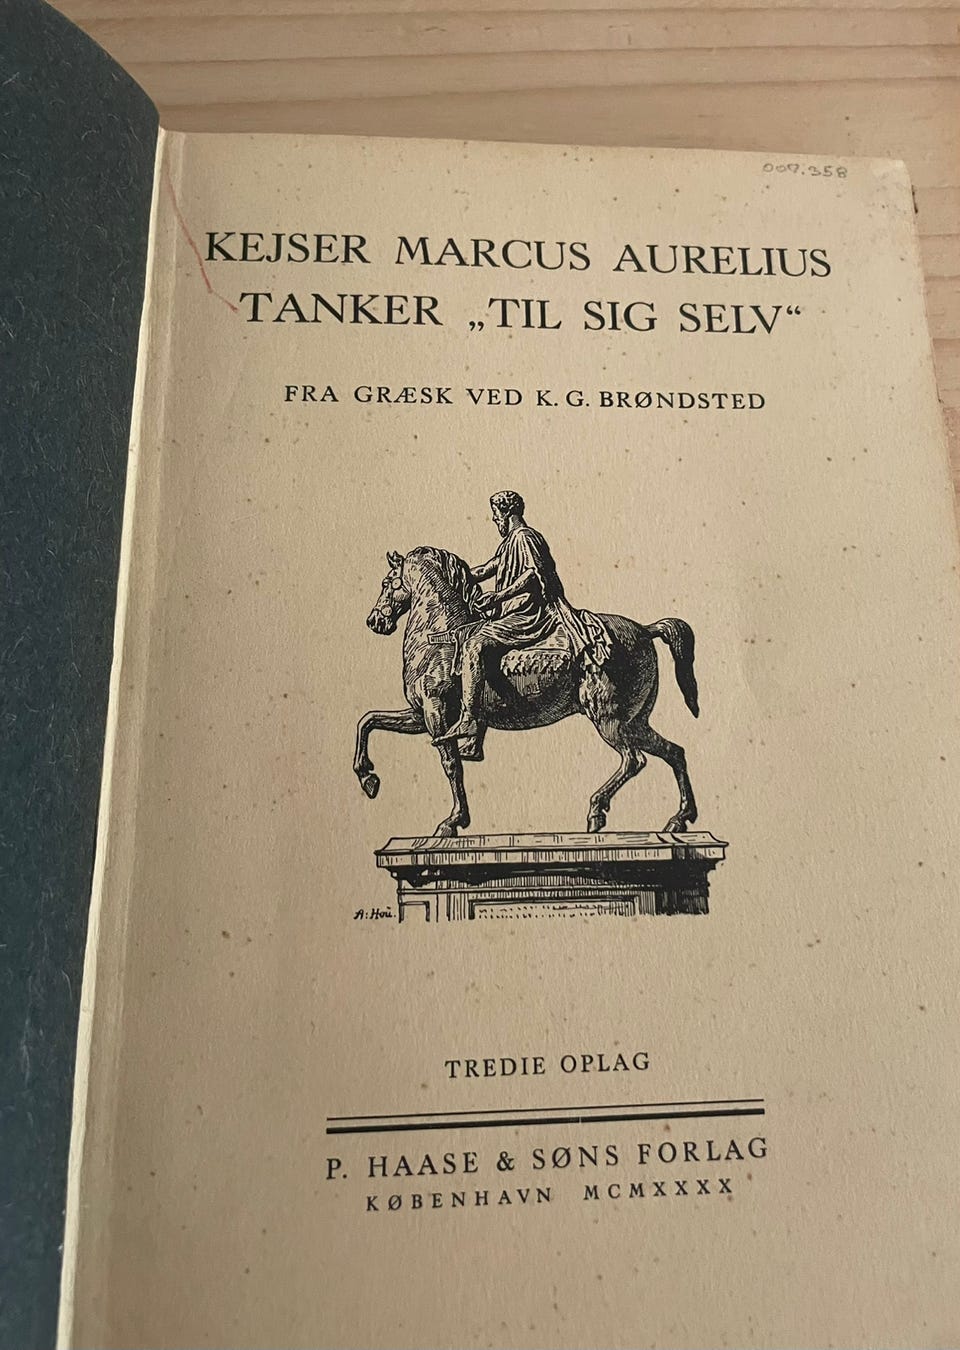 007.358
KEJSER MARCUS AURELIUS
TANKER „TIL SIG SELV“
FRA GRÆSK VED K. G. BRØNDSTED
A: Hou.
TREDIE OPLAG
P. HAASE & SØNS FORLAG
KØBENHAVN MCMXXXX